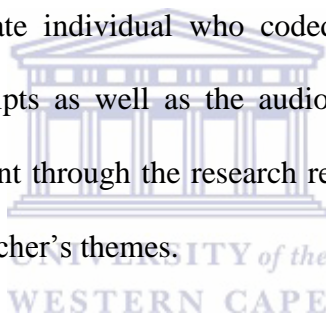 ate individual who coded
pts as well as the audio
nt through the research re
cher's themes.
UNIVERSITY of the
WESTERN CAPE